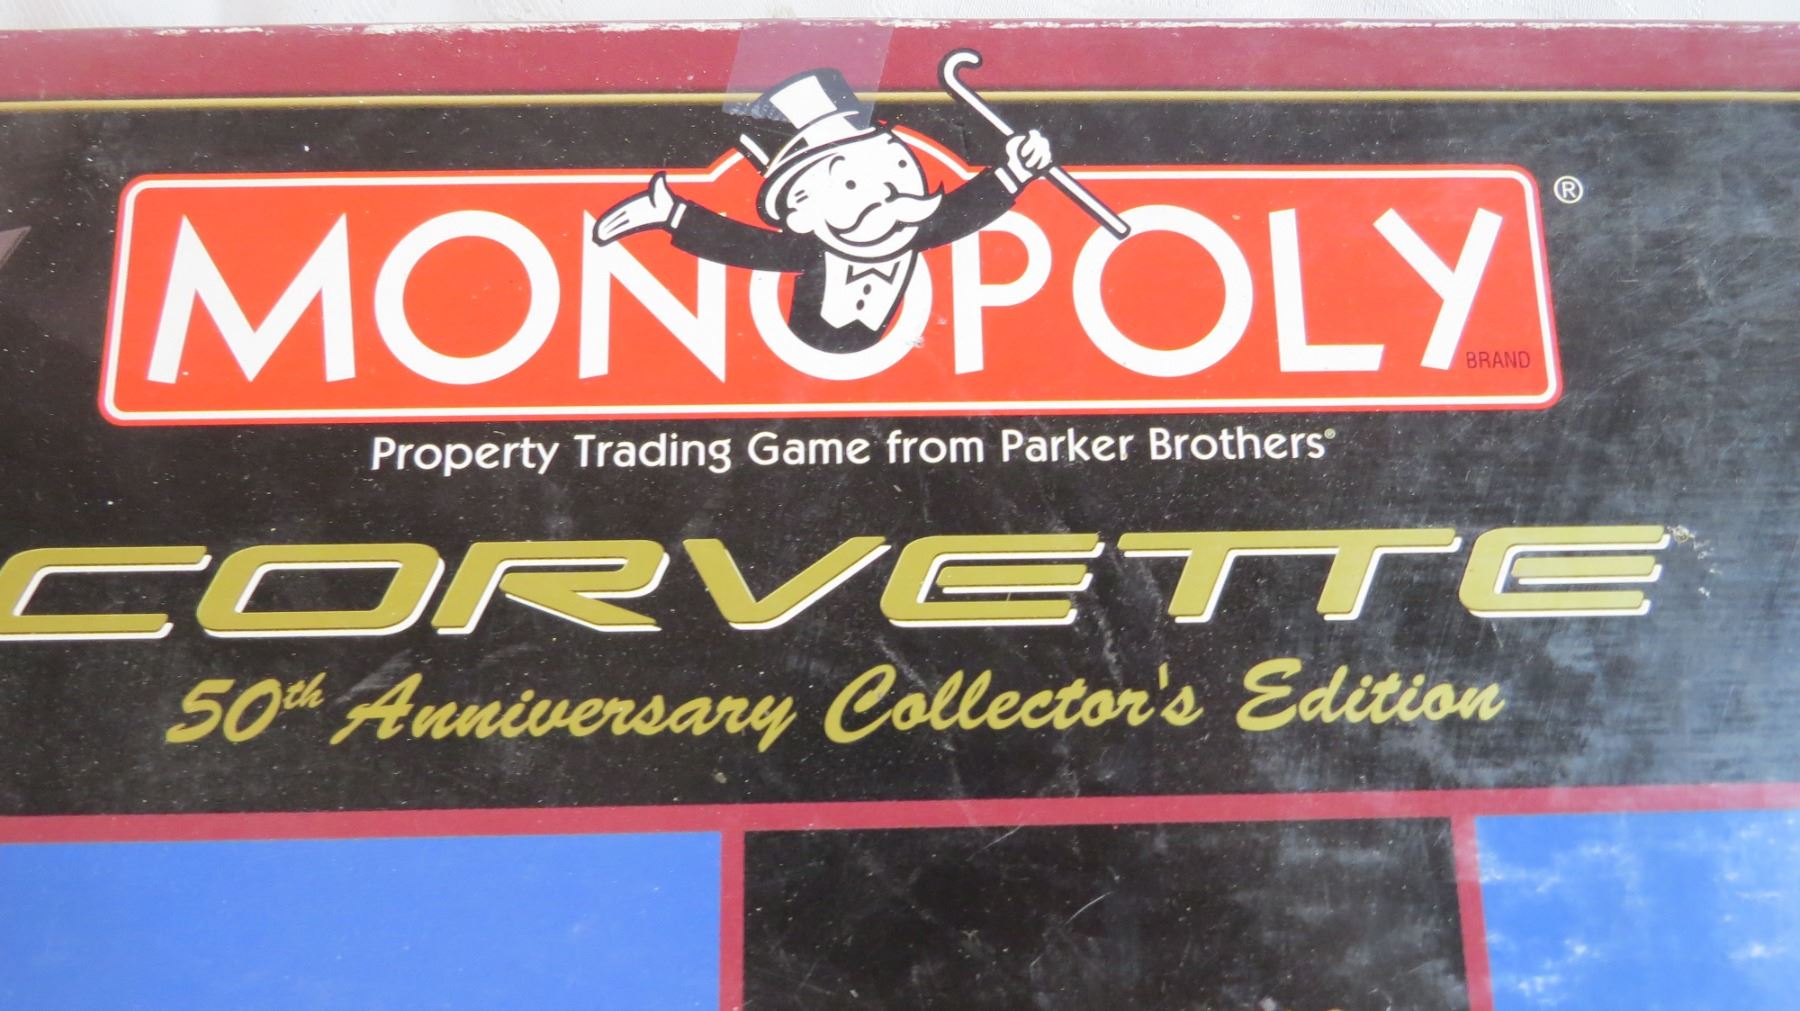 MONOPOLY ®
BRAND
Property Trading Game from Parker Brothers®
CORVETTE
50th Anniversary Collector's Edition